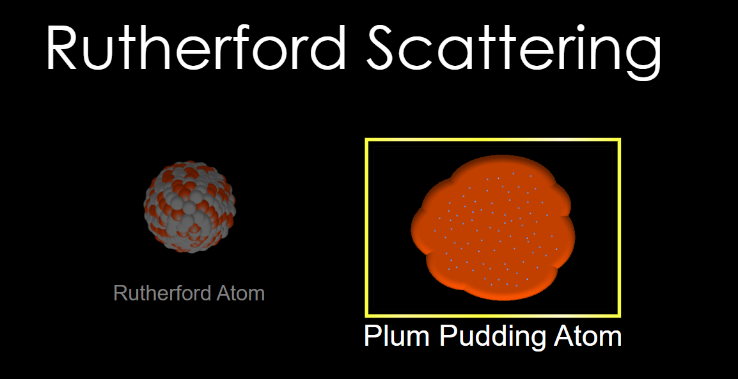 Rutherford Scattering
Rutherford Atom
Plum Pudding Atom